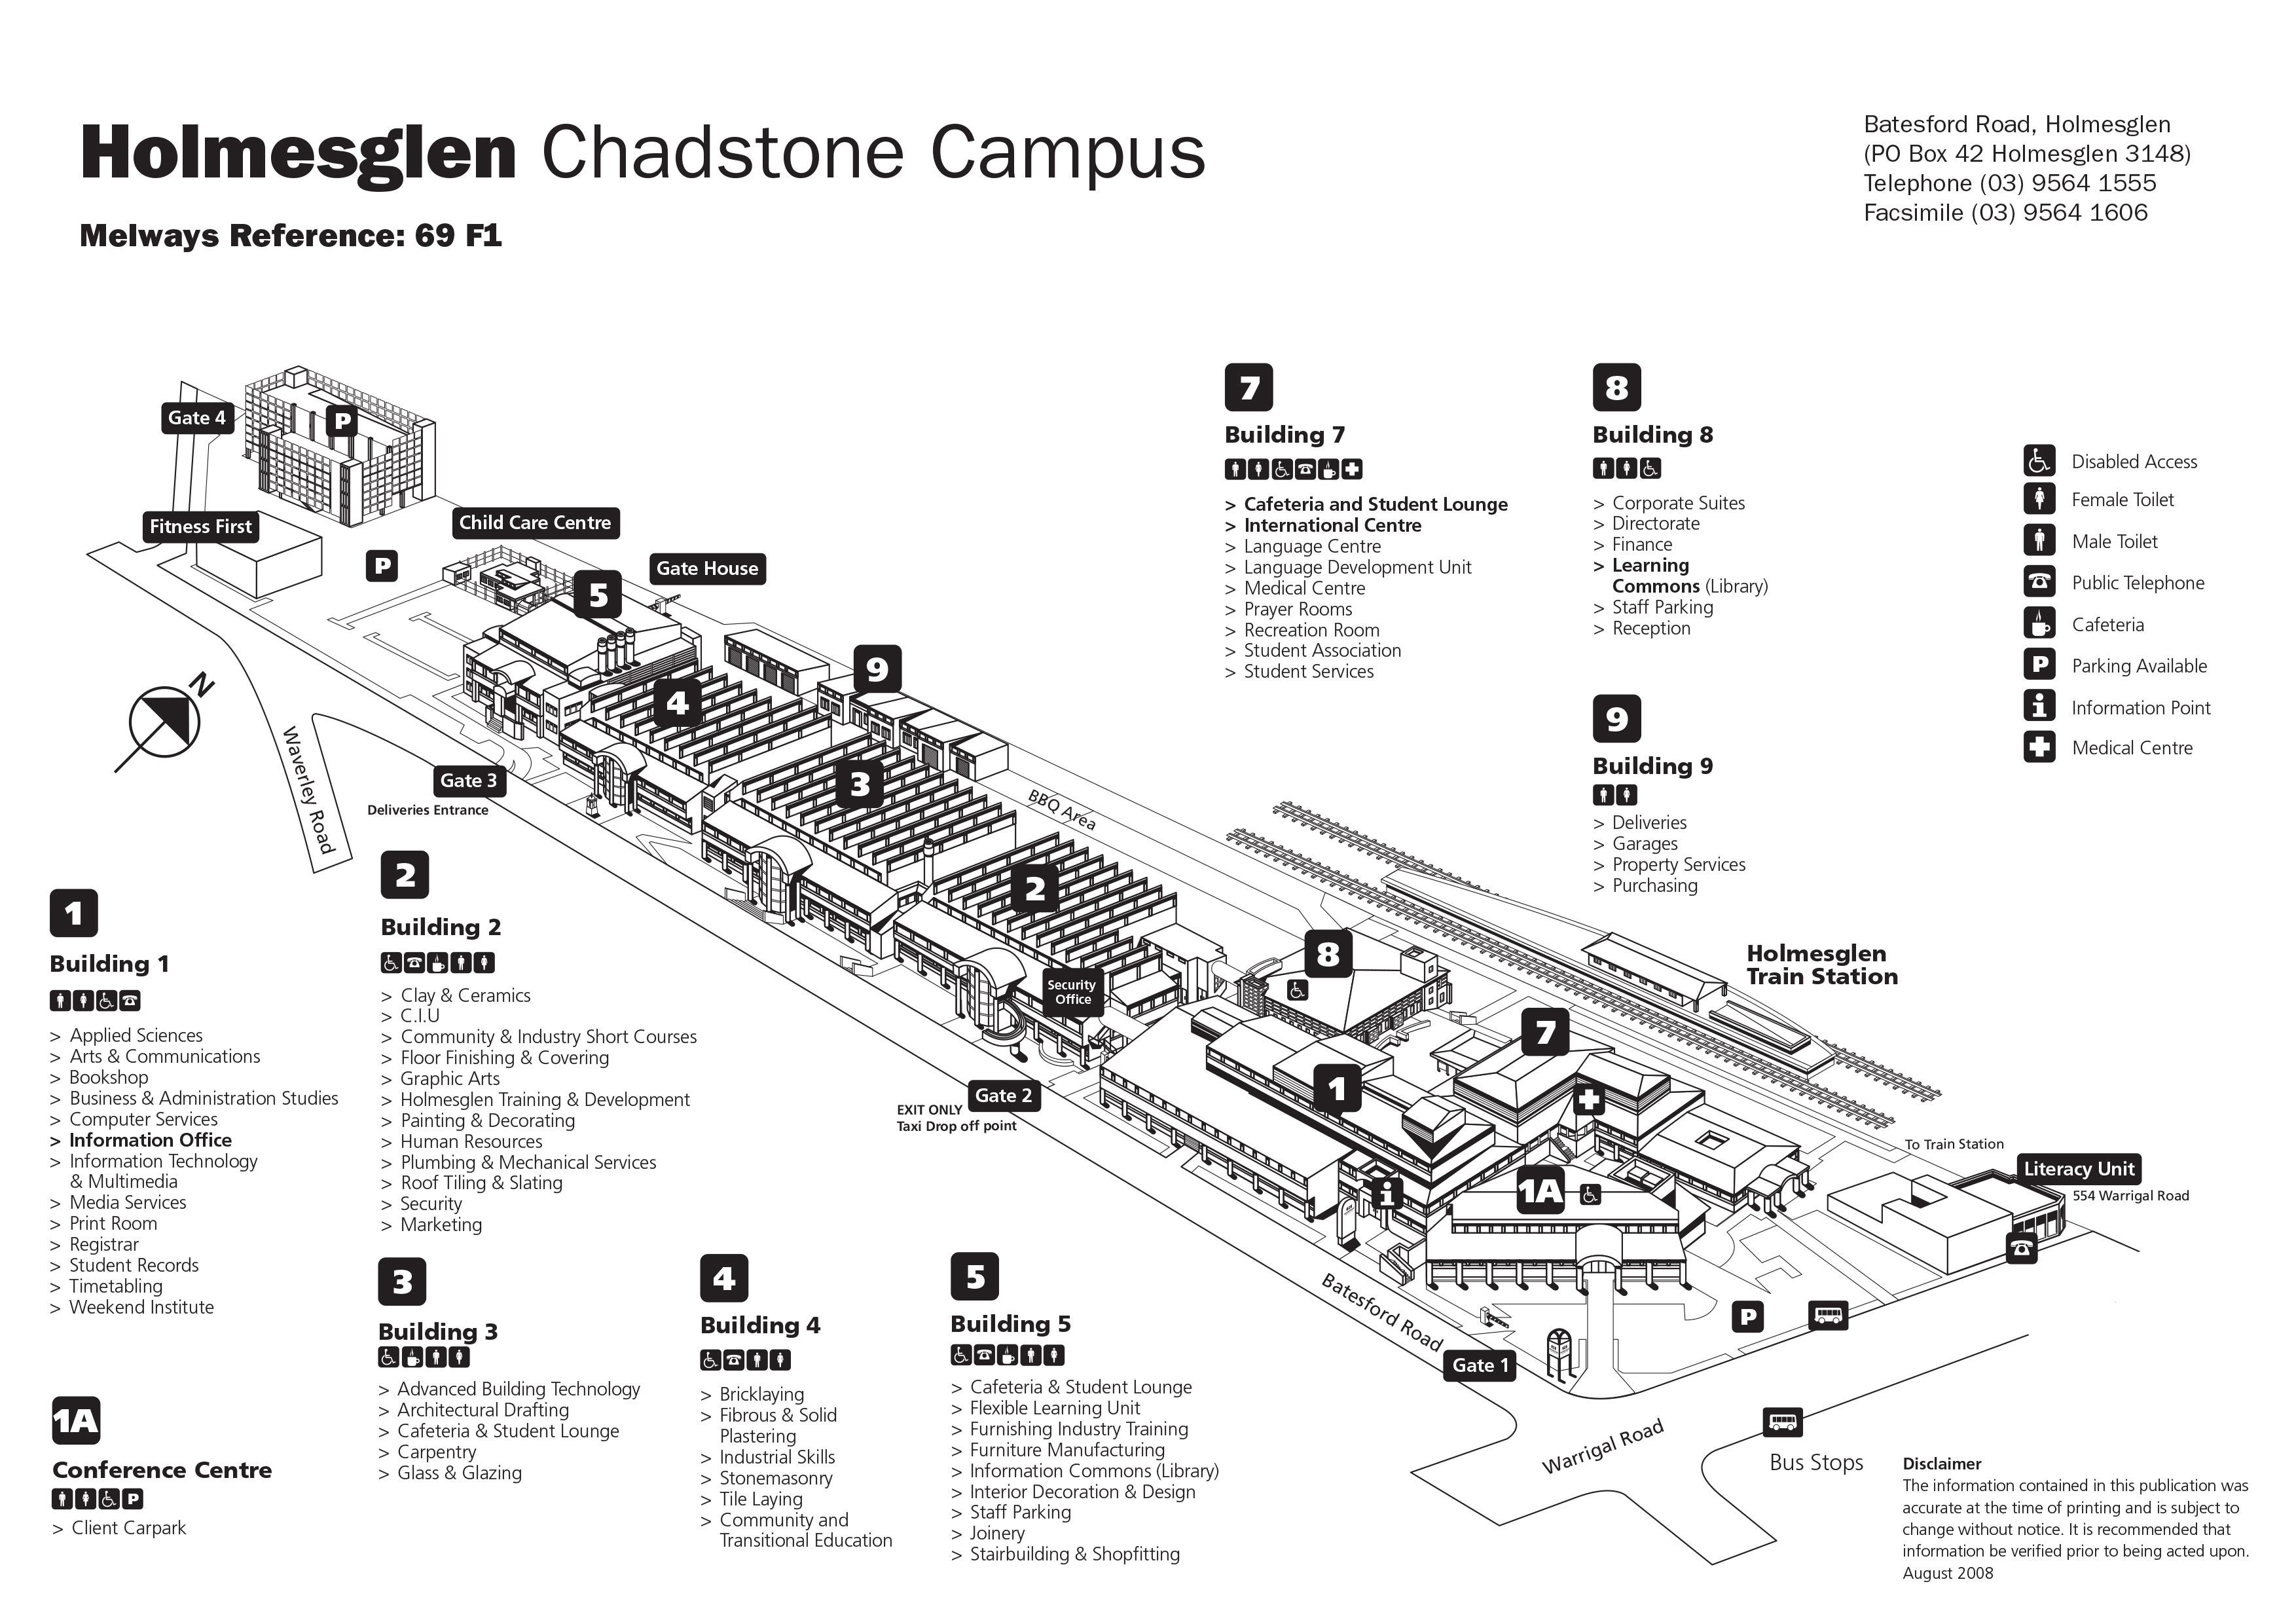 Holmesglen Chadstone Campus
Melways Reference: 69 F1
Batesford Road, Holmesglen
(PO Box 42 Holmesglen 3148)
Telephone (03) 9564 1555
Facsimile (03) 9564 1606
Gate 4
P
Fitness First
P
Child Care Centre
Gate House
5
9
4
3
2
8
7
1
1A
i
P
N
Waverley Road
Gate 3
Deliveries Entrance
BBQ Area
Security
Office
EXIT ONLY
Taxi Drop off point
Gate 2
Holmesglen
Train Station
To Train Station
Literacy Unit
554 Warrigal Road
Batesford Road
Gate 1
Warrigal Road
Bus Stops
7
Building 7
> Cafeteria and Student Lounge
> International Centre
> Language Centre
> Language Development Unit
> Medical Centre
> Prayer Rooms
> Recreation Room
> Student Association
> Student Services
8
Building 8
> Corporate Suites
> Directorate
> Finance
> Learning
Commons (Library)
> Staff Parking
> Reception
9
Building 9
> Deliveries
> Garages
> Property Services
> Purchasing
Disabled Access
Female Toilet
Male Toilet
Public Telephone
Cafeteria
P Parking Available
i Information Point
Medical Centre
1
Building 1
> Applied Sciences
> Arts & Communications
> Bookshop
> Business & Administration Studies
> Computer Services
> Information Office
> Information Technology
& Multimedia
> Media Services
> Print Room
> Registrar
> Student Records
> Timetabling
> Weekend Institute
1A
Conference Centre
P
> Client Carpark
2
Building 2
> Clay & Ceramics
> C.I.U
> Community & Industry Short Courses
> Floor Finishing & Covering
> Graphic Arts
> Holmesglen Training & Development
> Painting & Decorating
> Human Resources
> Plumbing & Mechanical Services
> Roof Tiling & Slating
> Security
> Marketing
3
Building 3
> Advanced Building Technology
> Architectural Drafting
> Cafeteria & Student Lounge
> Carpentry
> Glass & Glazing
4
Building 4
> Bricklaying
> Fibrous & Solid
Plastering
> Industrial Skills
> Stonemasonry
> Tile Laying
> Community and
Transitional Education
5
Building 5
> Cafeteria & Student Lounge
> Flexible Learning Unit
> Furnishing Industry Training
> Furniture Manufacturing
> Information Commons (Library)
> Interior Decoration & Design
> Staff Parking
> Joinery
> Stairbuilding & Shopfitting
Disclaimer
The information contained in this publication was
accurate at the time of printing and is subject to
change without notice. It is recommended that
information be verified prior to being acted upon.
August 2008